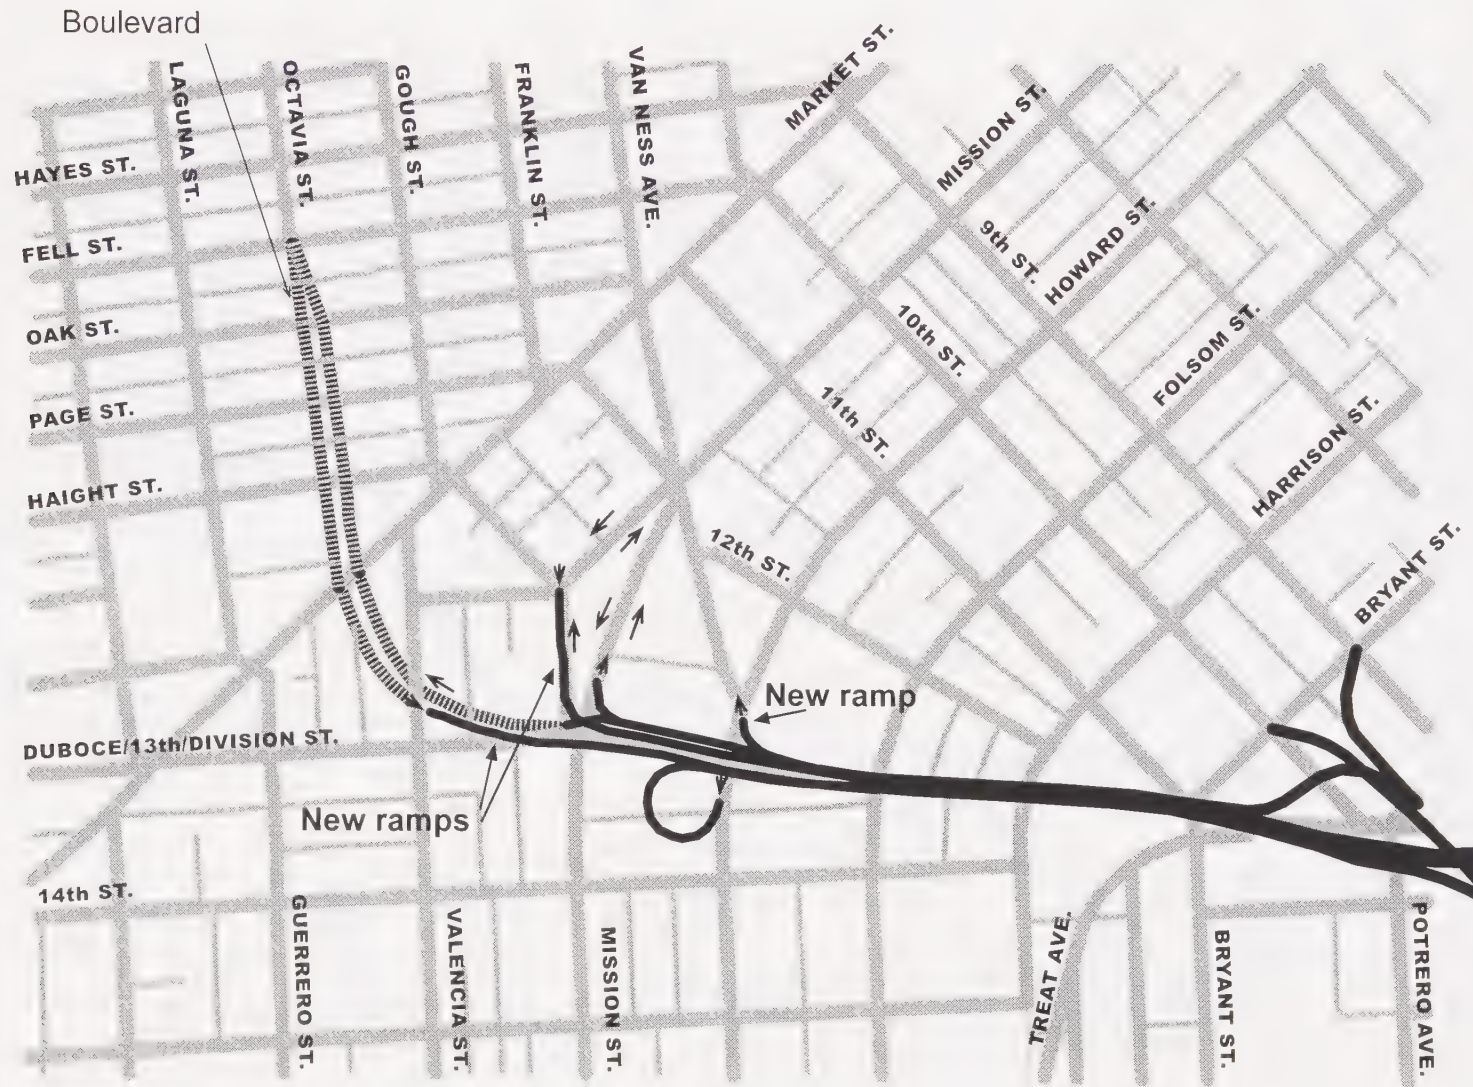 Boulevard
LAGUNA ST.
OCTAVIA ST.
GOUGH ST.
FRANKLIN ST.
VAN NESS AVE.
MARKET ST.
MISSION ST.
HAYES ST.
FELL ST.
OAK ST.
PAGE ST.
HAIGHT ST.
9th ST.
HOWARD ST.
10th ST.
FOLSOM ST.
11th ST.
HARRISON ST.
12th ST.
BRYANT ST.
New ramp
DUBOCE/13th/DIVISION ST.
New ramps
14th ST.
GUERRERO ST.
VALENCIA ST.
MISSION ST.
TREAT AVE.
BRYANT ST.
POTRERO AVE.